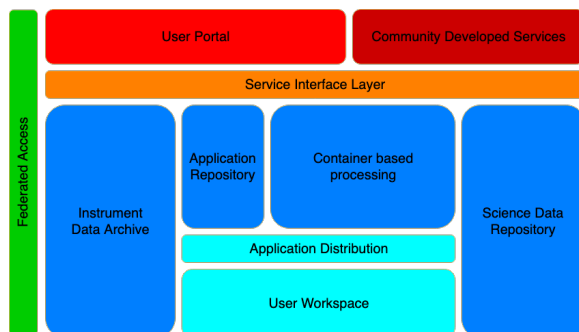 Federated Access
User Portal
Community Developed Services
Service Interface Layer
Instrument
Data Archive
Application
Repository
Container based
processing
Science Data
Repository
Application Distribution
User Workspace